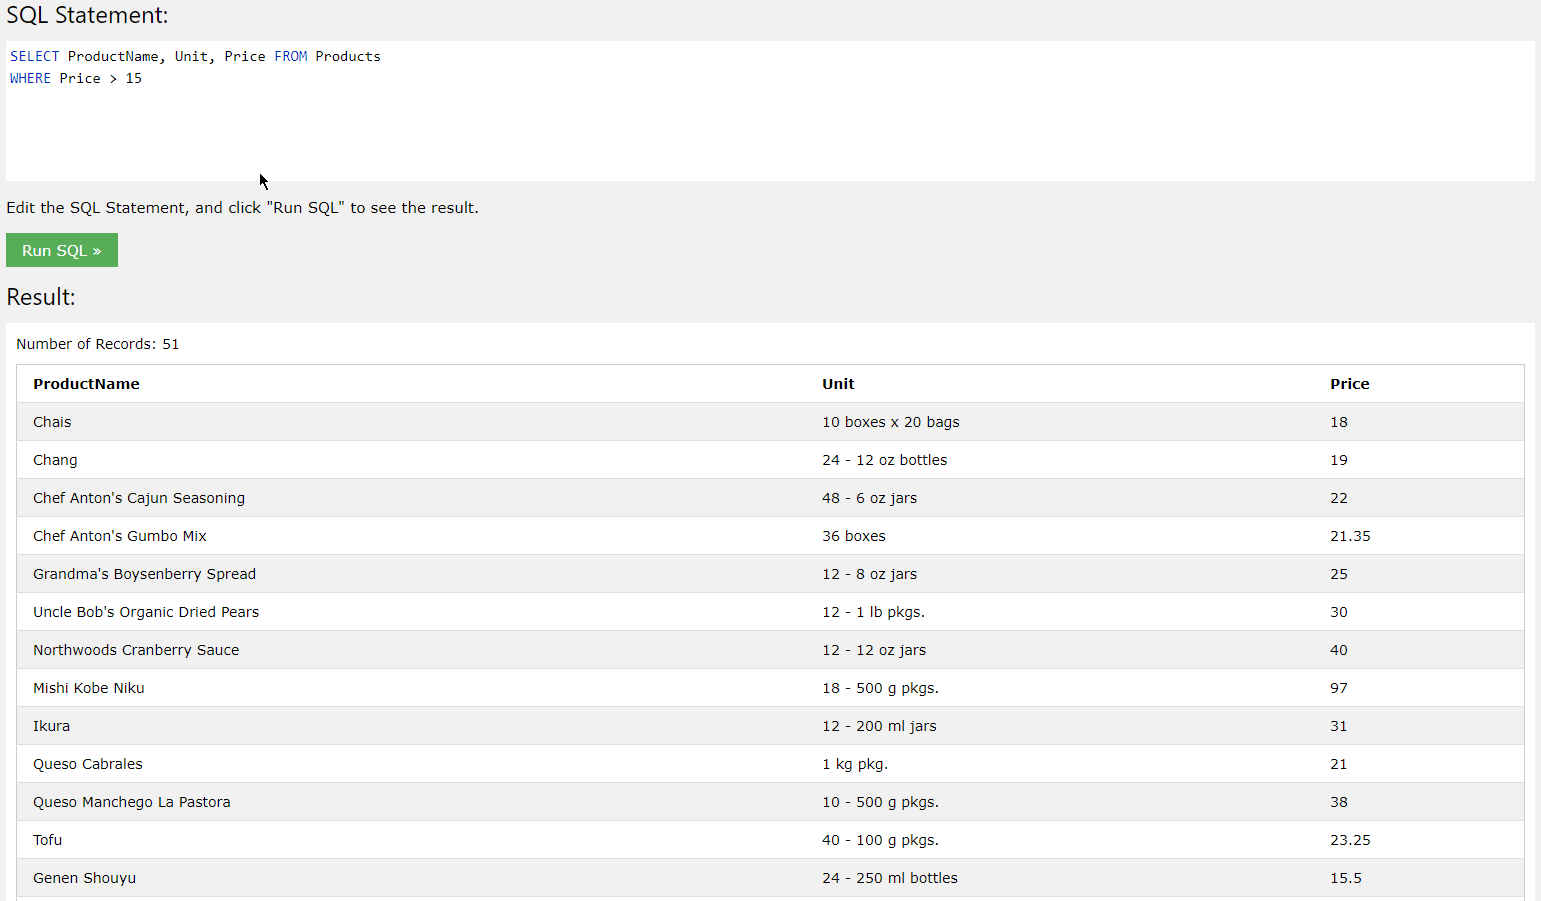 SQL Statement:
SELECT ProductName, Unit, Price FROM Products
WHERE Price > 15
Edit the SQL Statement, and click "Run SQL" to see the result.
Run SQL »
Result:
Number of Records: 51
ProductName Unit Price
Chais 10 boxes x 20 bags 18
Chang 24 - 12 oz bottles 19
Chef Anton's Cajun Seasoning 48 - 6 oz jars 22
Chef Anton's Gumbo Mix 36 boxes 21.35
Grandma's Boysenberry Spread 12 - 8 oz jars 25
Uncle Bob's Organic Dried Pears 12 - 1 lb pkgs. 30
Northwoods Cranberry Sauce 12 - 12 oz jars 40
Mishi Kobe Niku 18 - 500 g pkgs. 97
Ikura 12 - 200 ml jars 31
Queso Cabrales 1 kg pkg. 21
Queso Manchego La Pastora 10 - 500 g pkgs. 38
Tofu 40 - 100 g pkgs. 23.25
Genen Shouyu 24 - 250 ml bottles 15.5